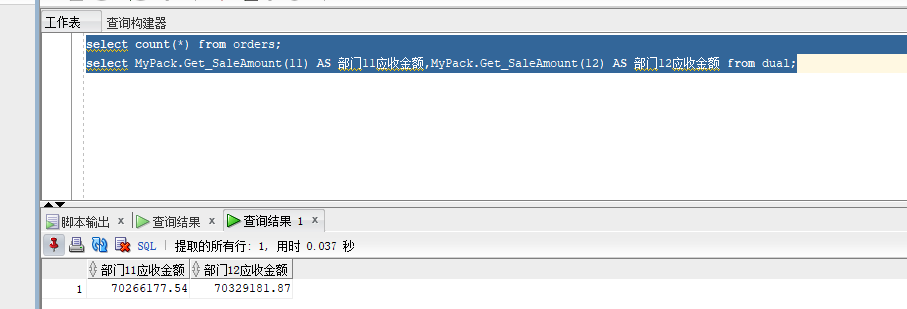 工作表 查询构建器
select count(*) from orders;
select MyPack.Get_SaleAmount(11) AS 部门11应收金额,MyPack.Get_SaleAmount(12) AS 部门12应收金额 from dual;
脚本输出 x 查询结果 x 查询结果 1 x
SQL | 提取的所有行: 1, 用时 0.037 秒
部门11应收金额 部门12应收金额
1 70266177.54 70329181.87